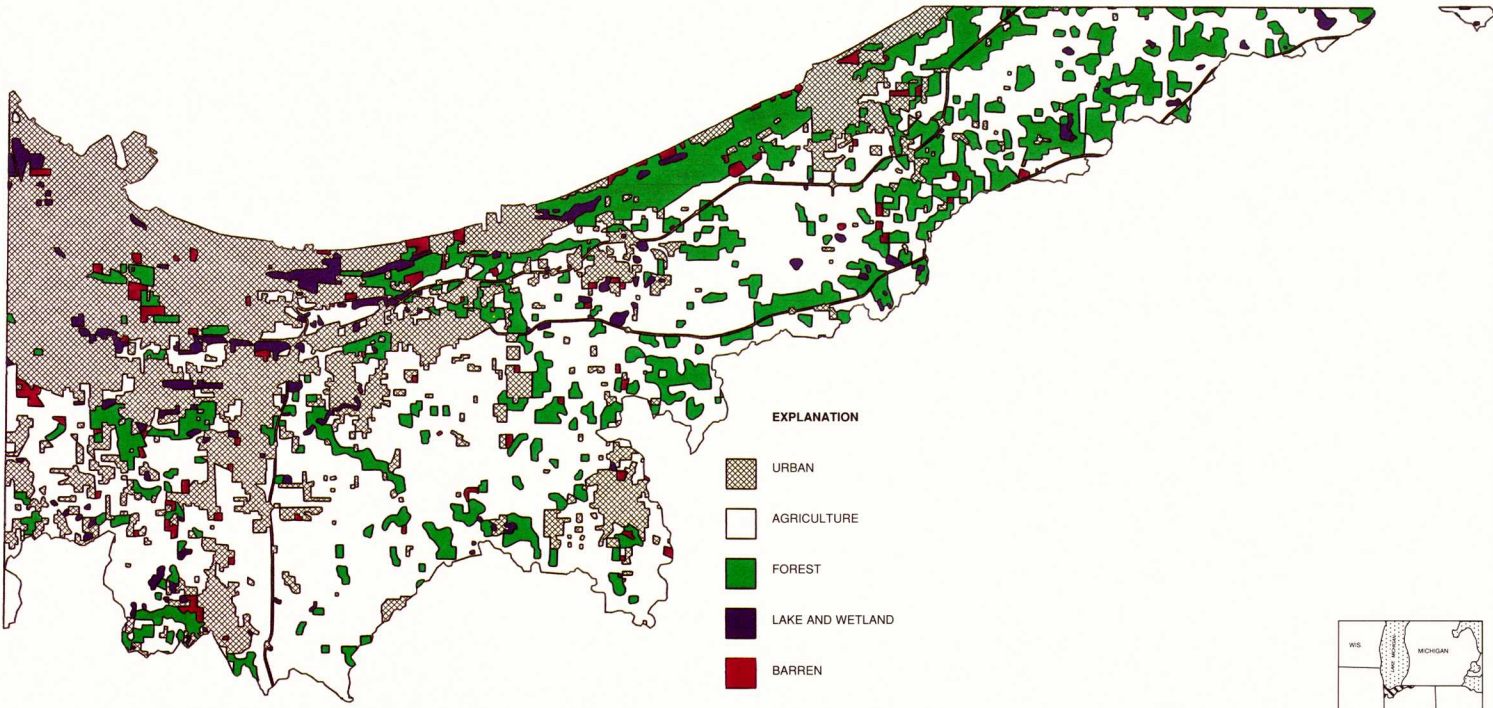 EXPLANATION
URBAN
AGRICULTURE
FOREST
LAKE AND WETLAND
BARREN
WIS.
LAKE MICHIGAN
MICHIGAN